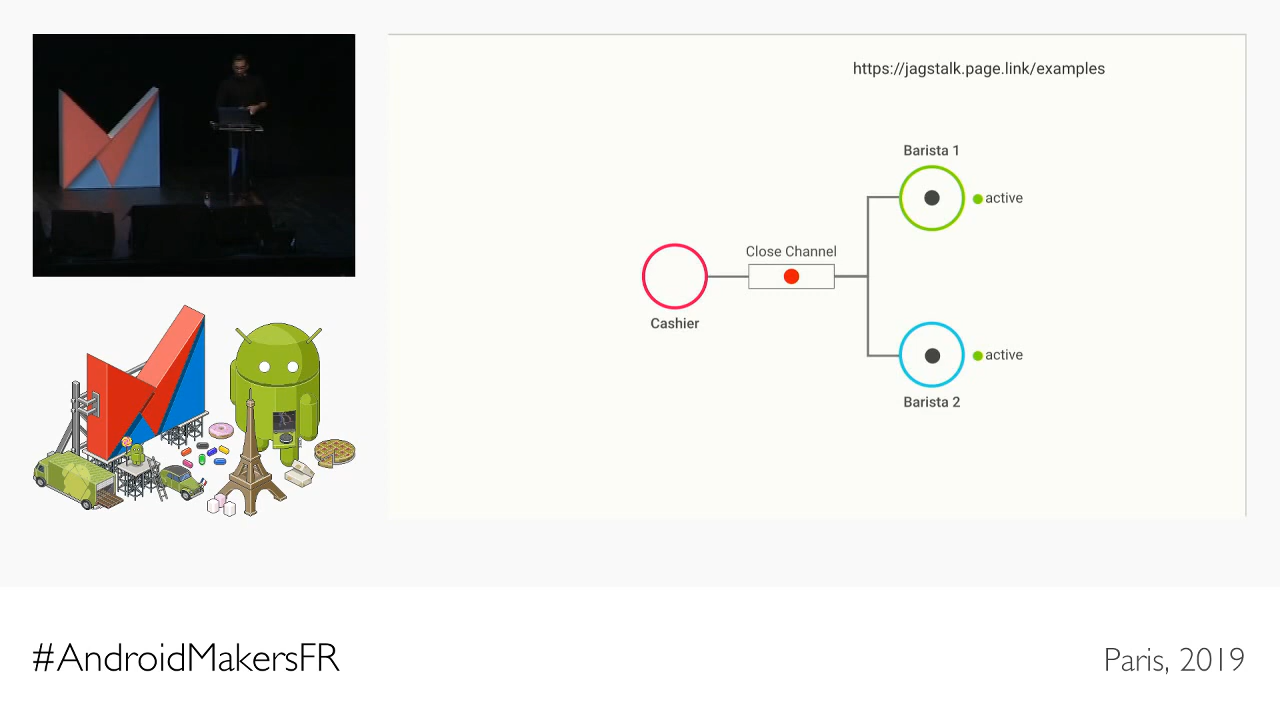 https://jagstalk.page.link/examples
Barista 1
active
Close Channel
Cashier
active
Barista 2
#AndroidMakersFR
Paris, 2019